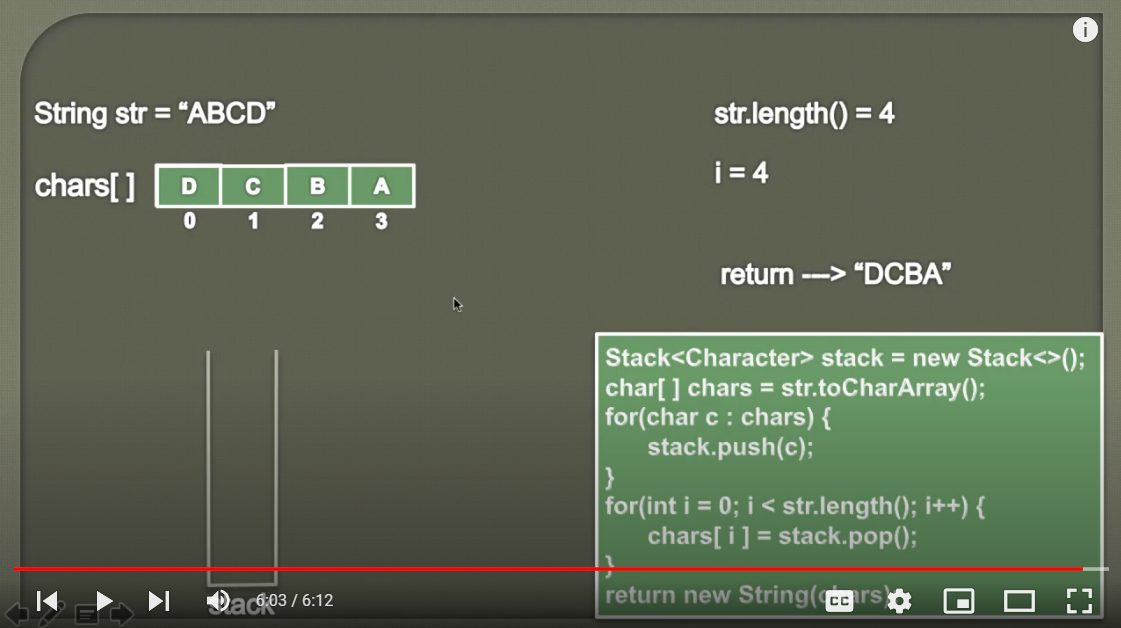 String str = “ABCD”
str.length() = 4
chars[ ]
D C B A
0 1 2 3
i = 4
return ---> “DCBA”
Stack<Character> stack = new Stack<>();
char[ ] chars = str.toCharArray();
for(char c : chars) {
stack.push(c);
}
for(int i = 0; i < str.length(); i++) {
chars[ i ] = stack.pop();
}
return new String(chars)
stack
6:03 / 6:12
CC
i